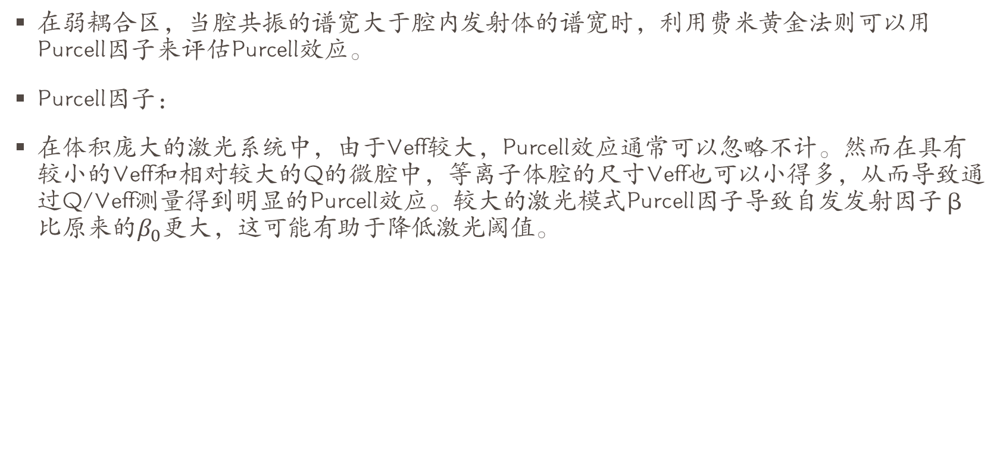 ▪ 在弱耦合区，当腔共振的谱宽大于腔内发射体的谱宽时，利用费米黄金法则可以用
Purcell因子来评估Purcell效应。
▪ Purcell因子：
▪ 在体积庞大的激光系统中，由于Veff较大，Purcell效应通常可以忽略不计。然而在具有
较小的Veff和相对较大的Q的微腔中，等离子体腔的尺寸Veff也可以小得多，从而导致通
过Q/Veff测量得到明显的Purcell效应。较大的激光模式Purcell因子导致自发发射因子β
比原来的β₀更大，这可能有助于降低激光阈值。